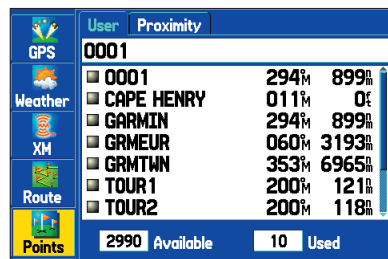 User Proximity
0001
0001 294°M 899nm
CAPE HENRY 011°M 0ft
GARMIN 294°M 899nm
GRMEUR 060°M 3193nm
GRMTWN 353°M 6965nm
TOUR1 200°M 121nm
TOUR2 200°M 118nm
2990 Available 10 Used
GPS
Weather
XM
Route
Points